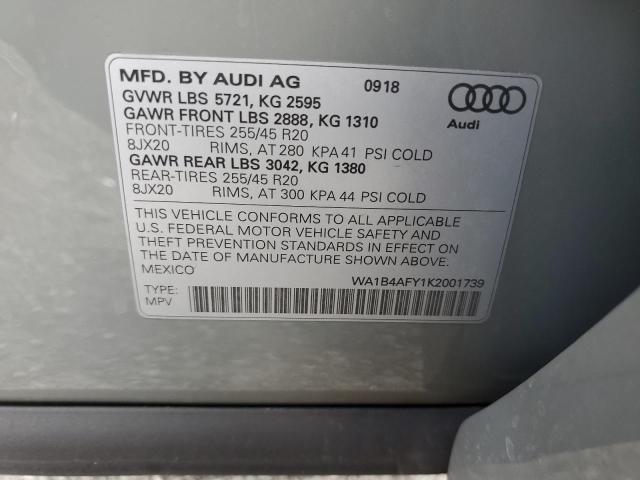 MFD. BY AUDI AG 0918
GVWR LBS 5721, KG 2595
GAWR FRONT LBS 2888, KG 1310
FRONT-TIRES 255/45 R20
8JX20 RIMS, AT 280 KPA 41 PSI COLD
GAWR REAR LBS 3042, KG 1380
REAR-TIRES 255/45 R20
8JX20 RIMS, AT 300 KPA 44 PSI COLD
Audi
THIS VEHICLE CONFORMS TO ALL APPLICABLE
U.S. FEDERAL MOTOR VEHICLE SAFETY AND
THEFT PREVENTION STANDARDS IN EFFECT ON
THE DATE OF MANUFACTURE SHOWN ABOVE.
MEXICO
WA1B4AFY1K2001739
TYPE:
MPV